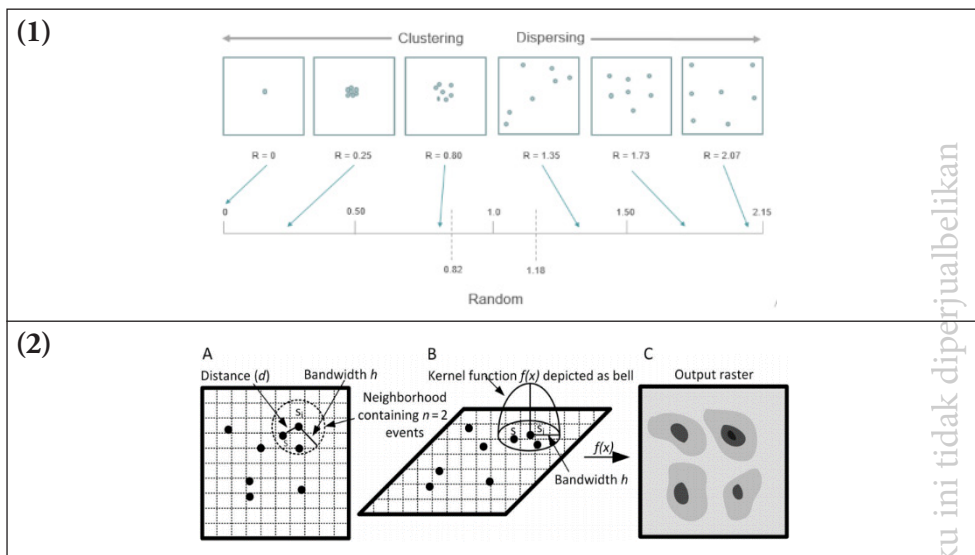 (1)
Clustering Dispersing
R = 0 R = 0.25 R = 0.80 R = 1.35 R = 1.73 R = 2.07
0 0.50 1.0 1.50 2.15
0.82 1.18
Random
(2)
A B C
Distance (d) Bandwidth h
Neighborhood
containing n = 2
events
Si
S
Kernel function f(x) depicted as bell
S Si
Bandwidth h
f(x)
Output raster
ku ini tidak diperjualbelikan